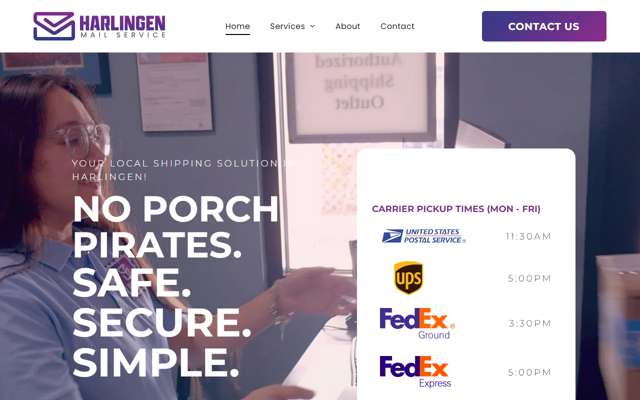 HARLINGEN
MAIL SERVICE
Home
Services
About
Contact
CONTACT US
Authorized
Shipping
Outlet
YOUR LOCAL SHIPPING SOLUTION
HARLINGEN!
NO PORCH
PIRATES.
SAFE.
SECURE.
SIMPLE.
CARRIER PICKUP TIMES (MON - FRI)
UNITED STATES
POSTAL SERVICE®
11:30AM
ups
5:00PM
FedEx®
Ground
3:30PM
FedEx
Express
5:00PM